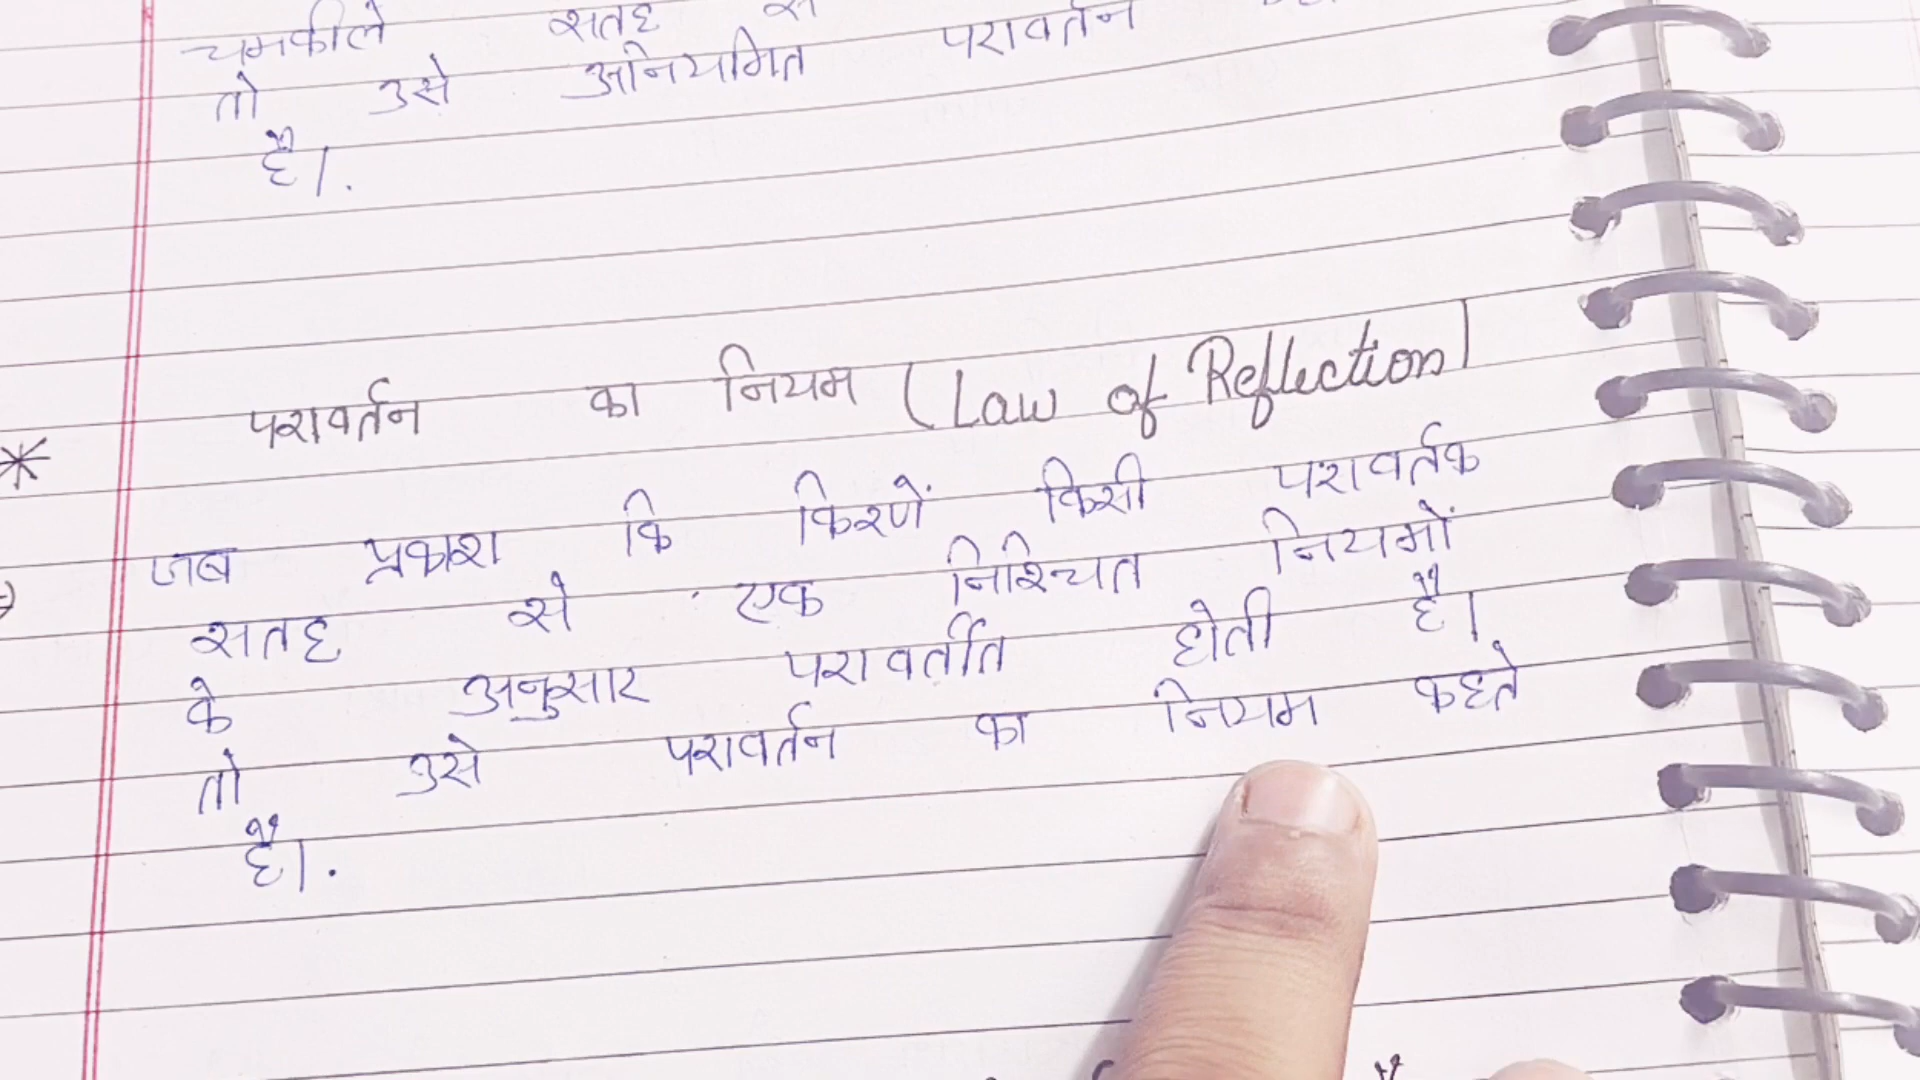 चमकीले सतह से
तो उसे अनियमित परावर्तन
है।.
* परावर्तन का नियम (Law of Reflection)
जब प्रकाश कि किरणें किसी परावर्तक
सतह से एक निश्चित नियमों
के अनुसार परावर्तीत होती है।
तो उसे परावर्तन का नियम कहते
है।.